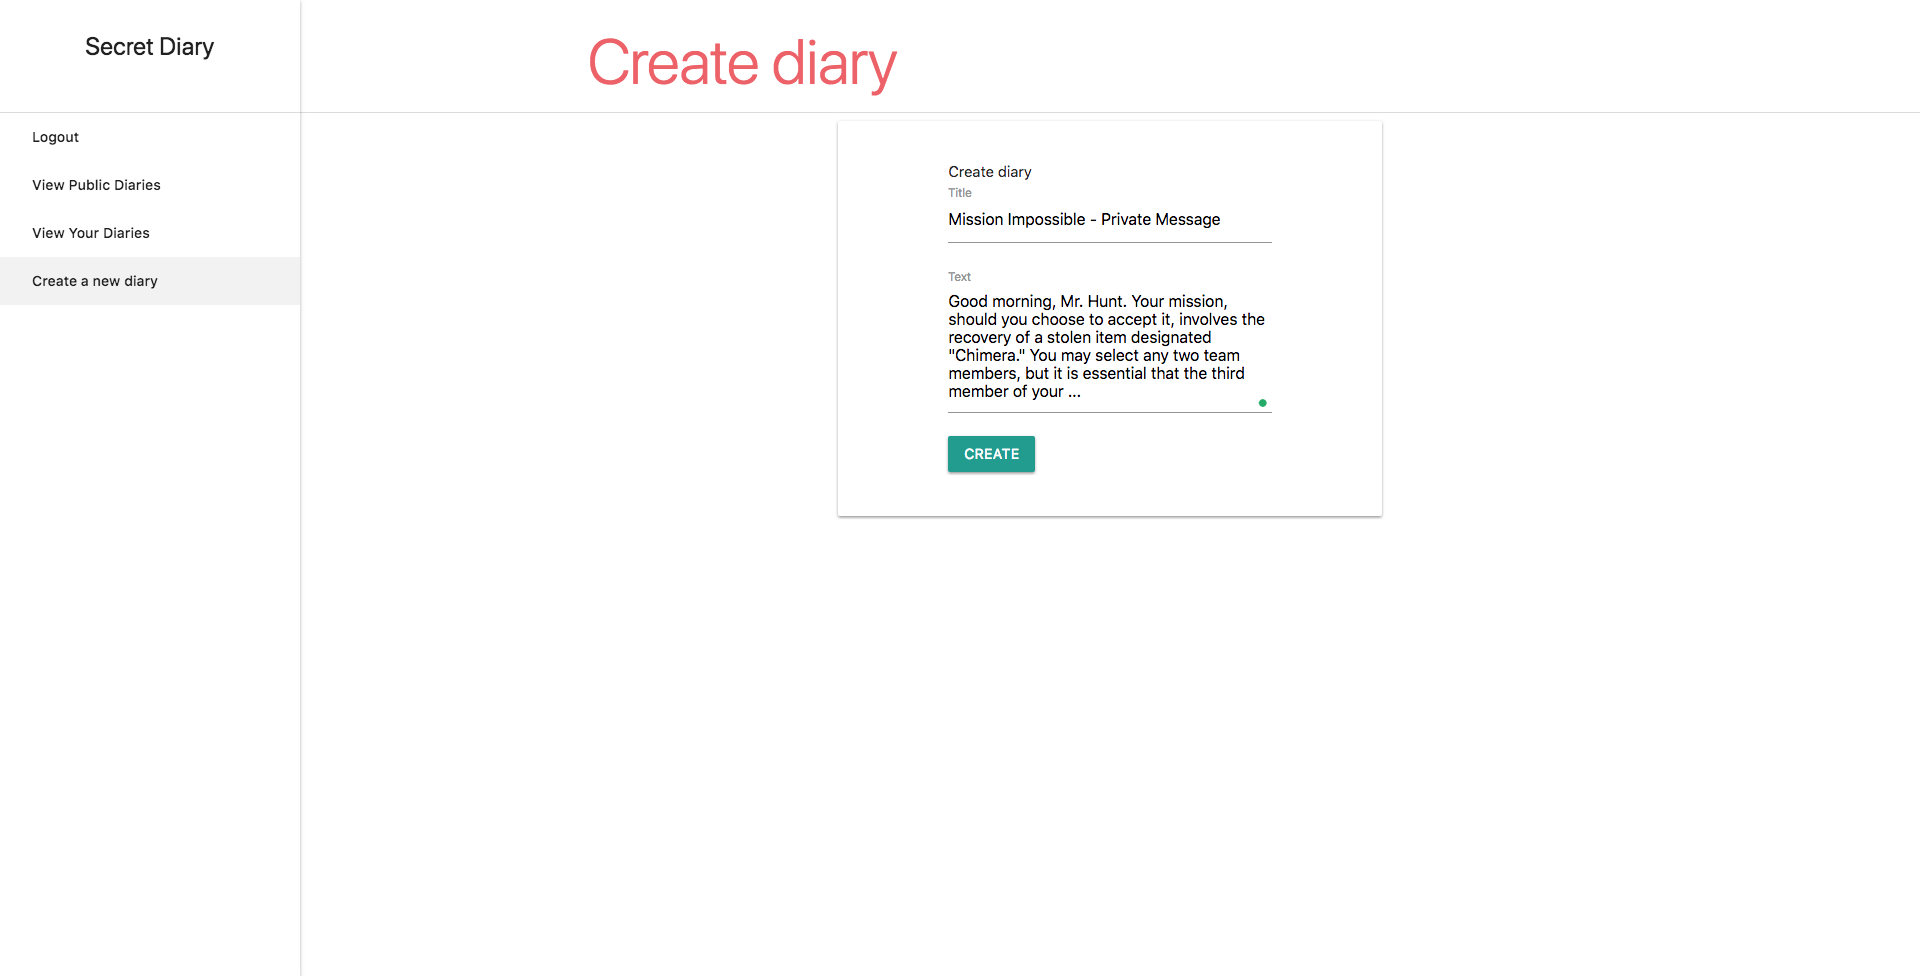 Secret Diary
Create diary
Logout
View Public Diaries
View Your Diaries
Create a new diary
Create diary
Title
Mission Impossible - Private Message
Text
Good morning, Mr. Hunt. Your mission,
should you choose to accept it, involves the
recovery of a stolen item designated
"Chimera." You may select any two team
members, but it is essential that the third
member of your ...
CREATE